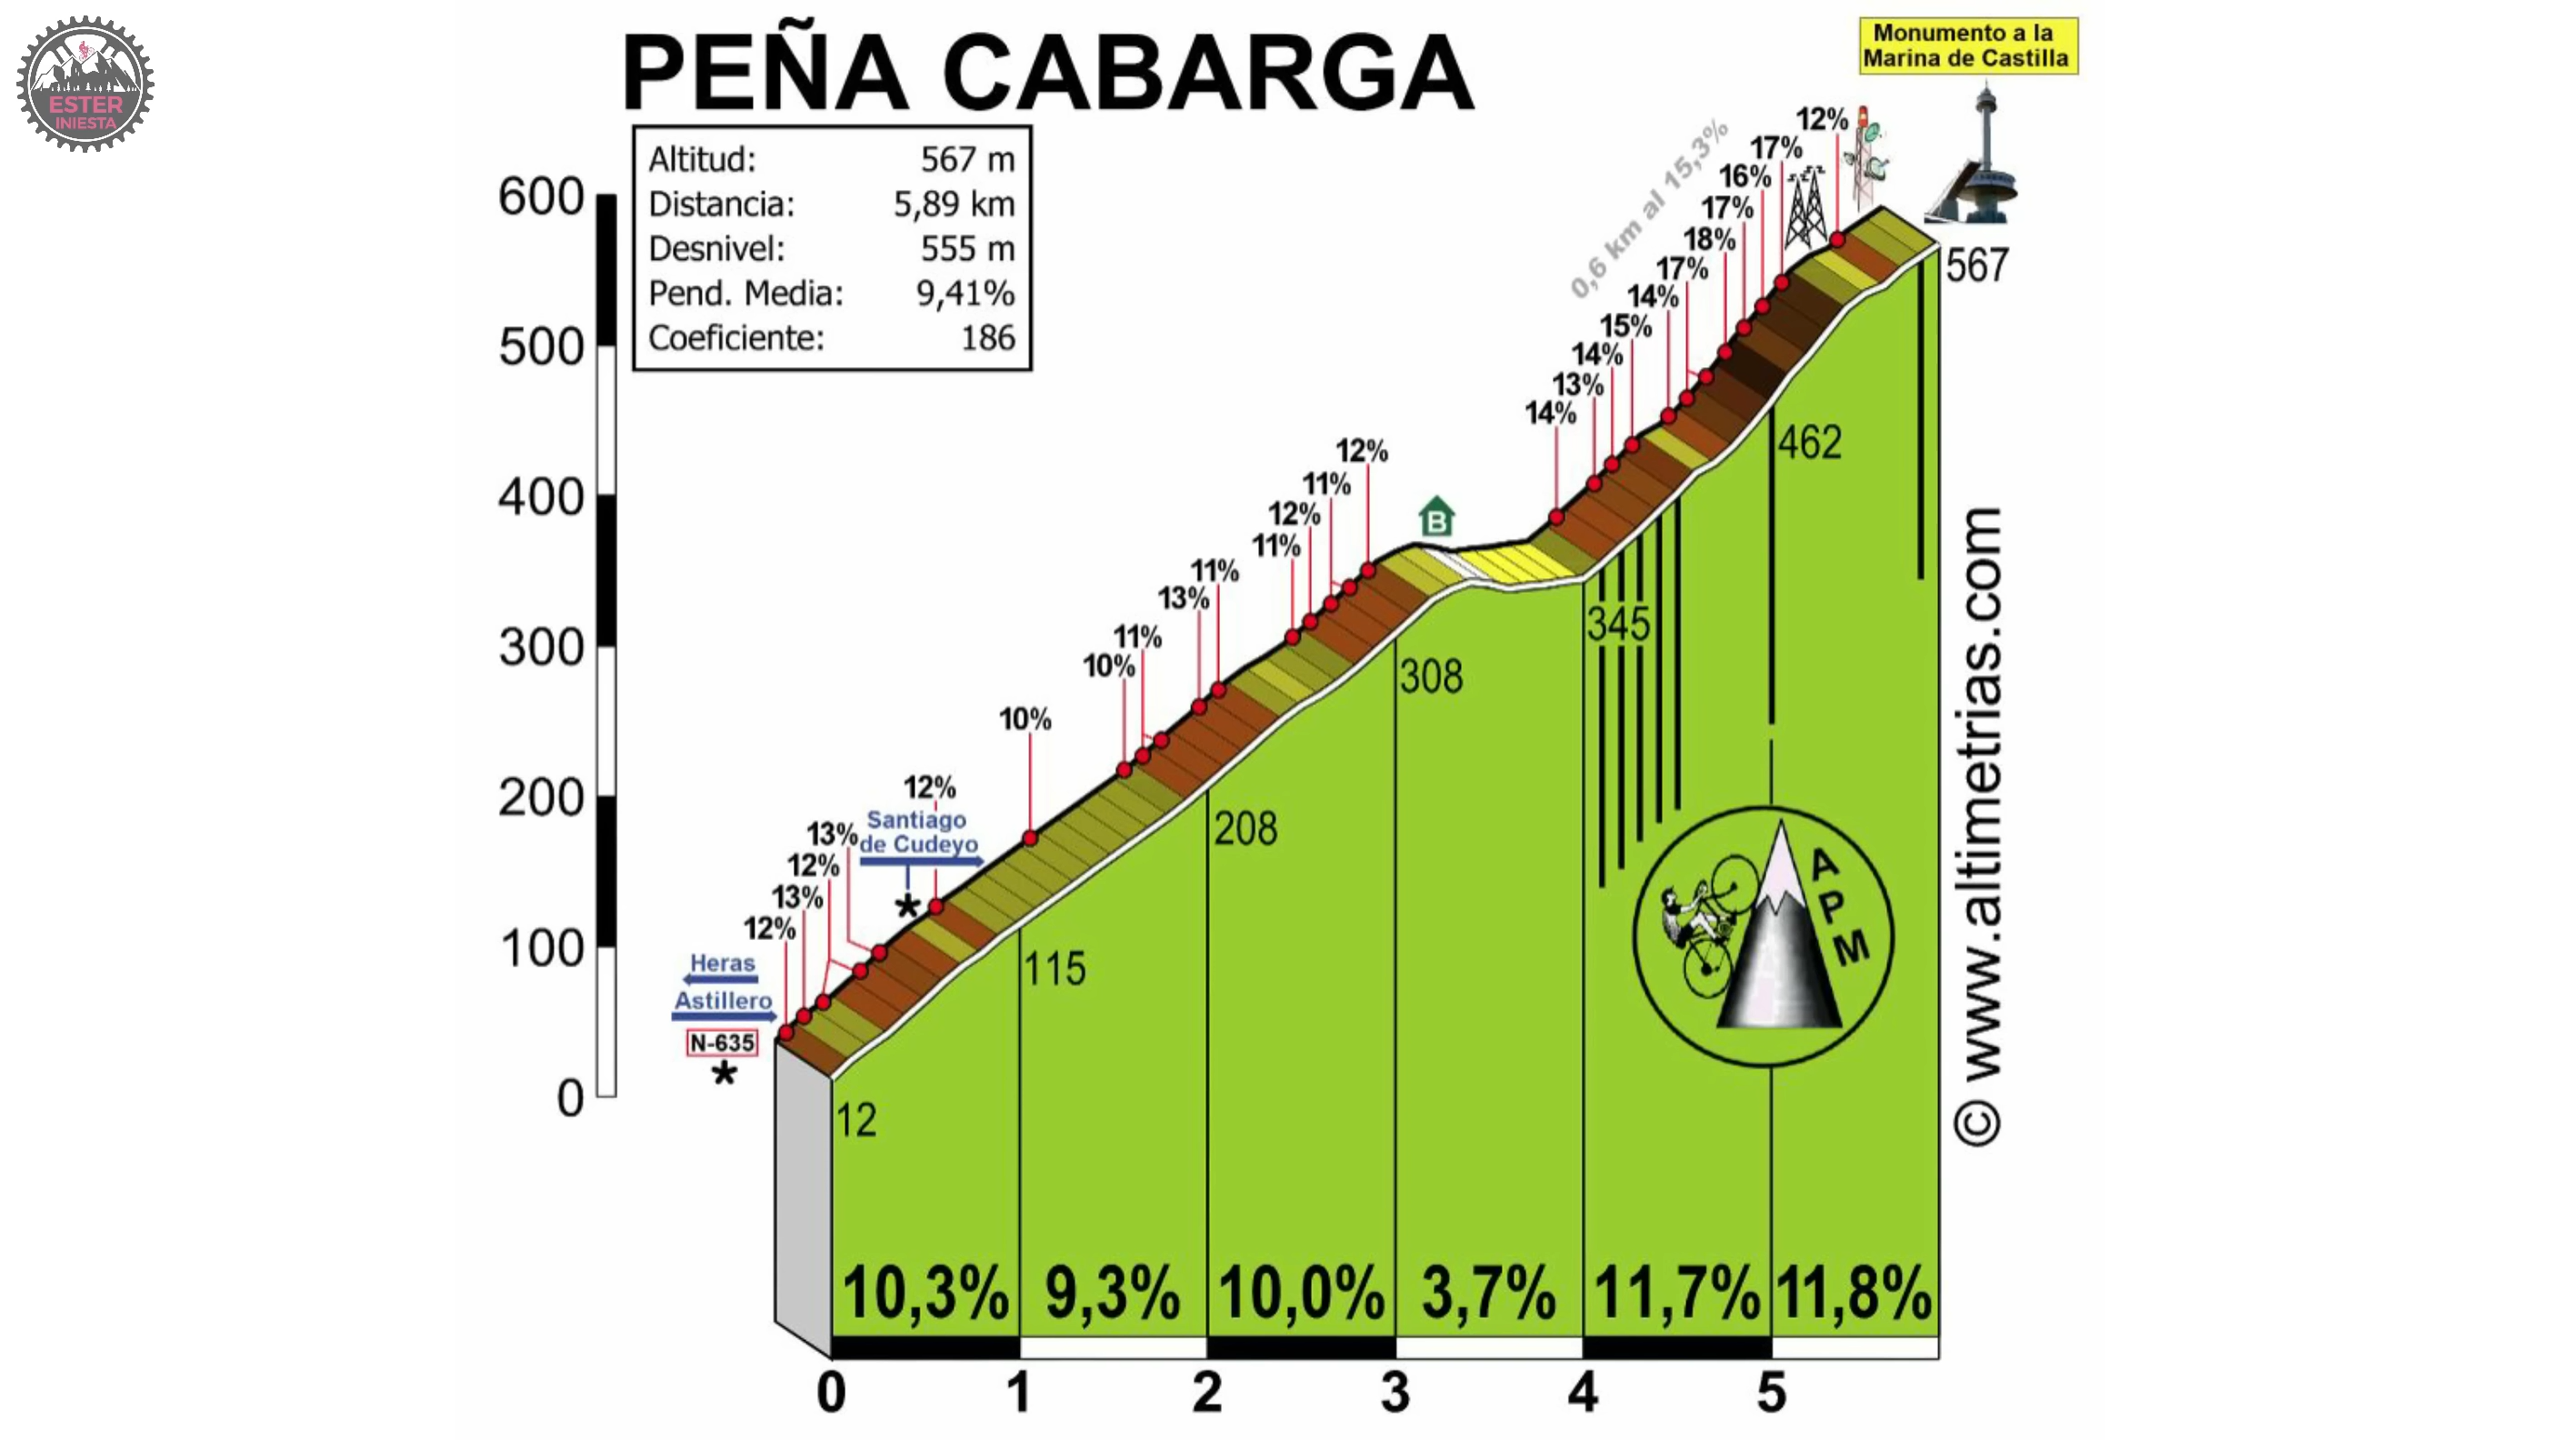 ESTER
INIESTA
PEÑA CABARGA
Monumento a la
Marina de Castilla
Altitud: 567 m
Distancia: 5,89 km
Desnivel: 555 m
Pend. Media: 9,41%
Coeficiente: 186
600
500
400
300
200
100
0
Heras
Astillero
N-635
*
12%
13%
12%
13%
Santiago
de Cudeyo
*
12%
10%
10%
11%
13%
11%
11%
12%
11%
12%
B
14%
13%
14%
15%
14%
17%
18%
17%
16%
17%
12%
0,6 km al 15,3%
12
115
208
308
345
462
567
A
P
M
© www.altimetrias.com
10,3% 9,3% 10,0% 3,7% 11,7% 11,8%
0 1 2 3 4 5